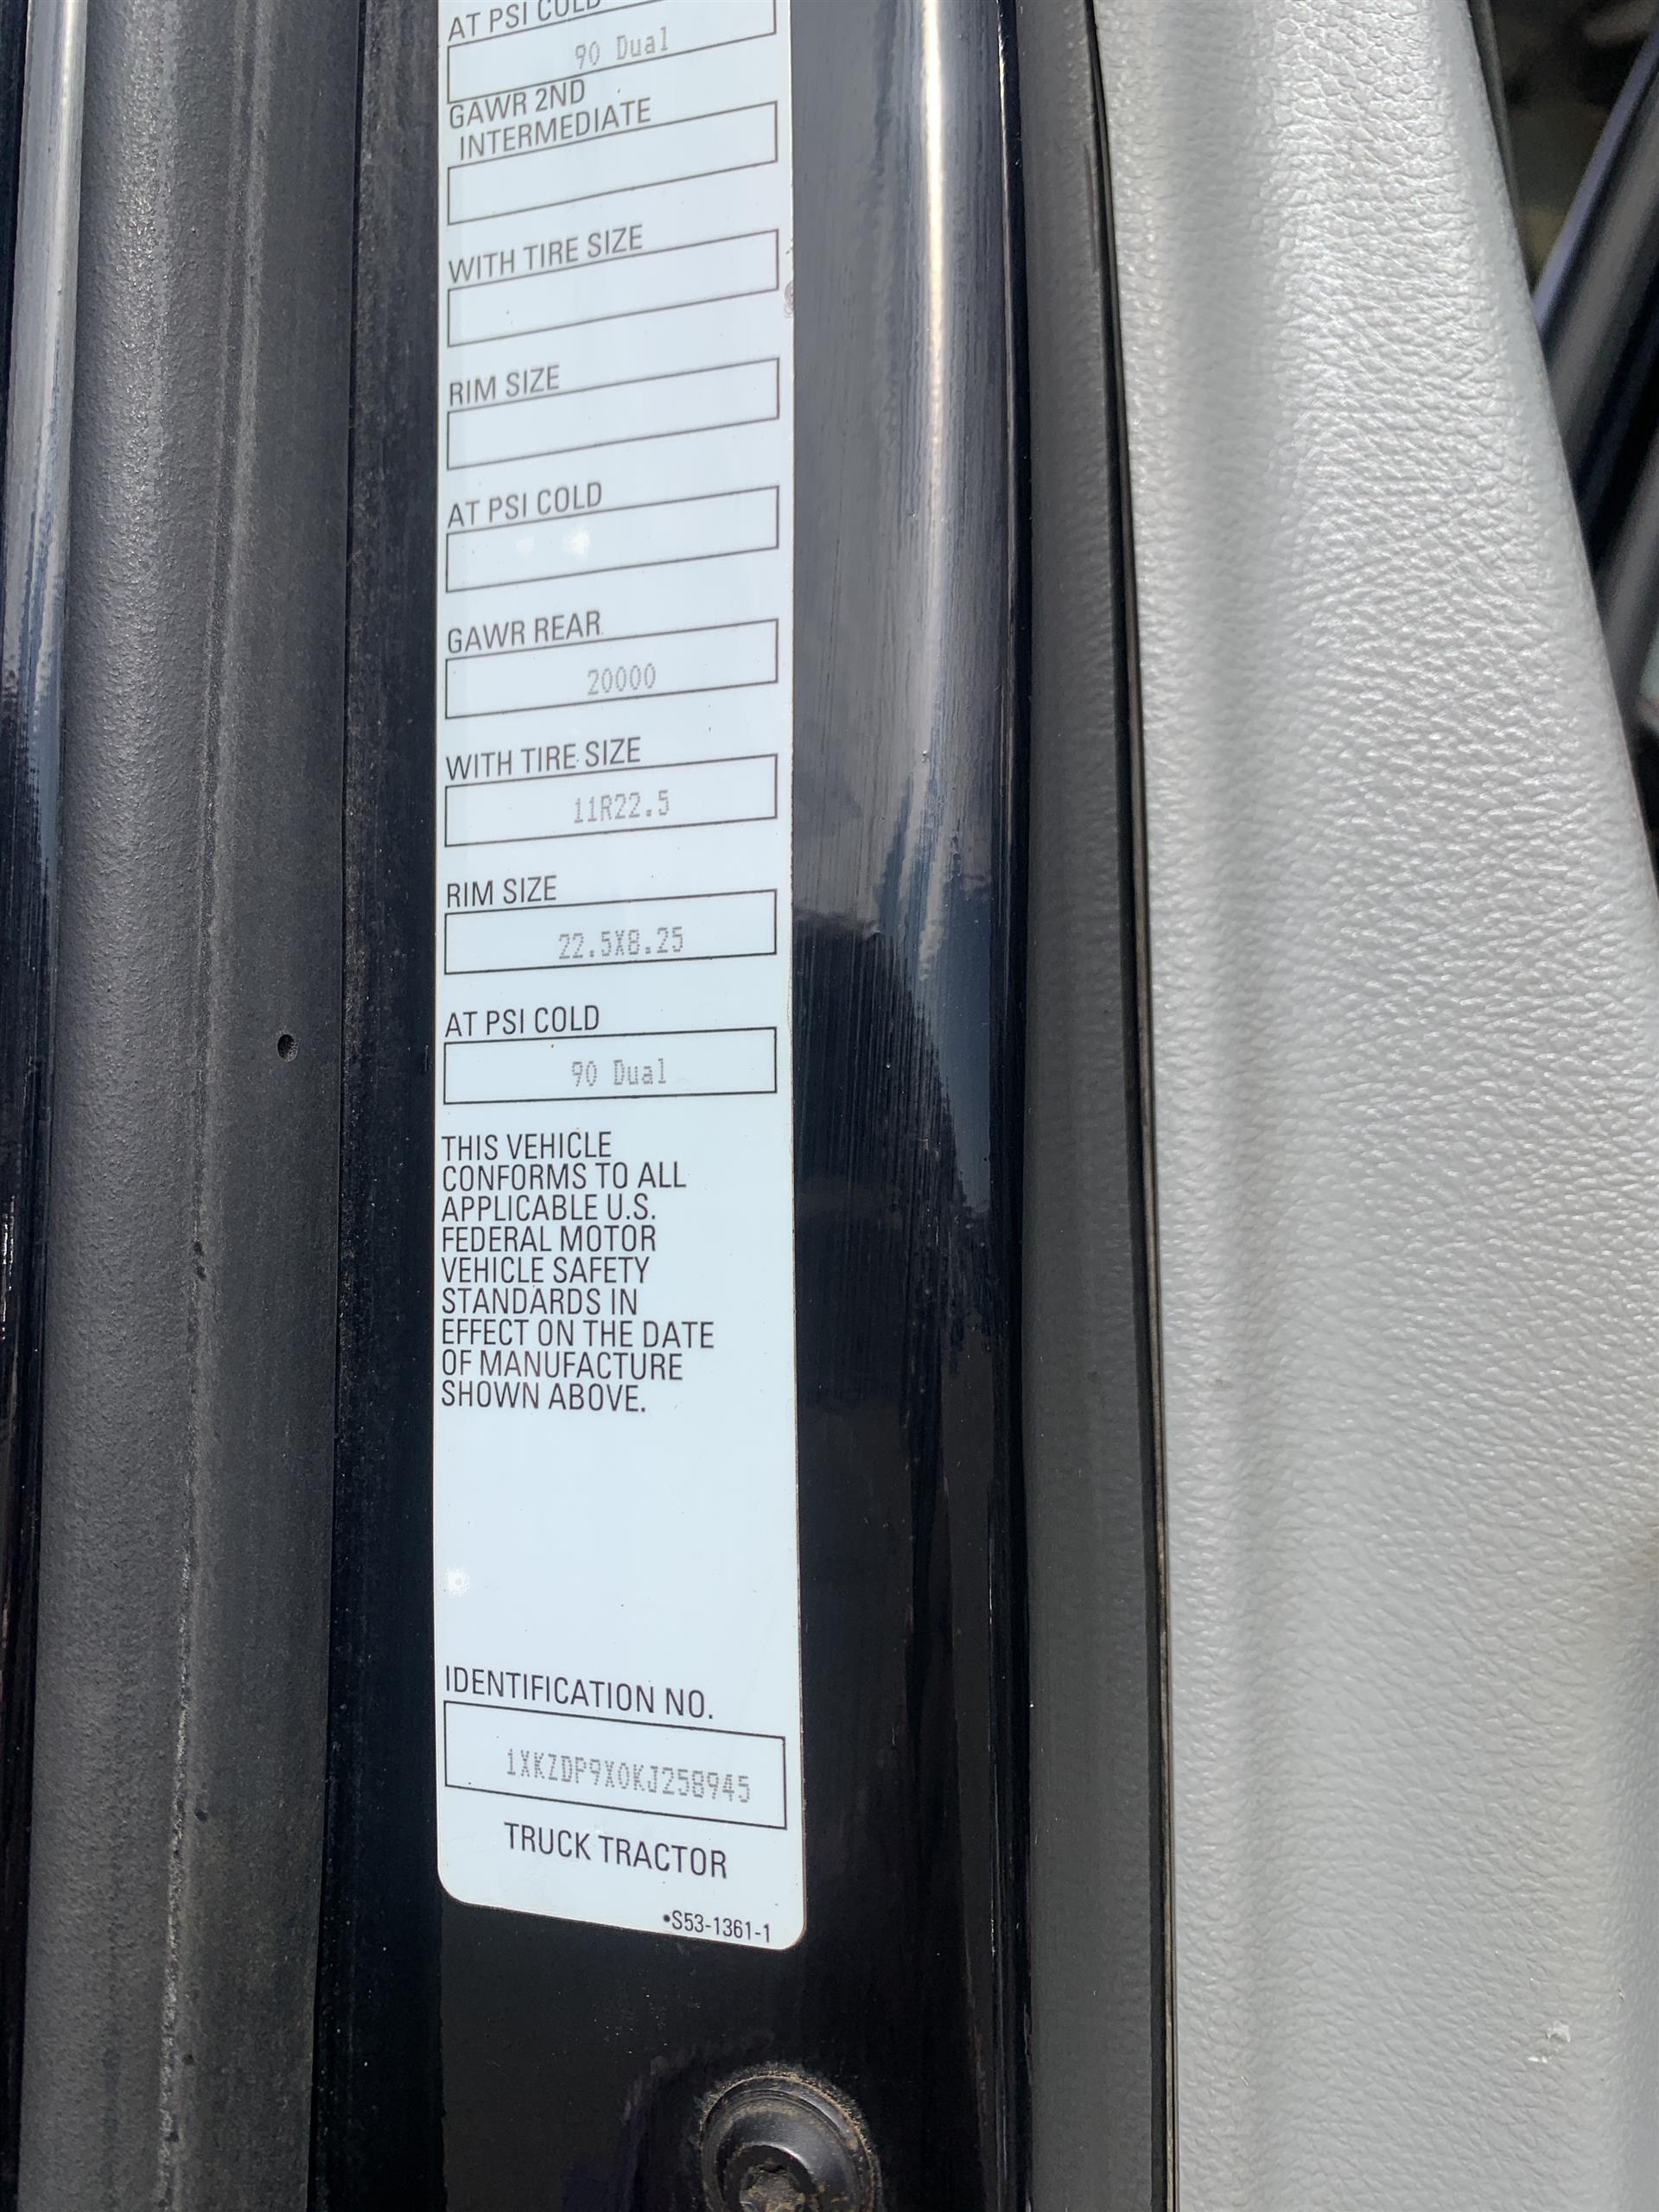 AT PSI COLD
90 Dual
GAWR 2ND
INTERMEDIATE
WITH TIRE SIZE
RIM SIZE
AT PSI COLD
GAWR REAR
20000
WITH TIRE SIZE
11R22.5
RIM SIZE
22.5X8.25
AT PSI COLD
90 Dual
THIS VEHICLE
CONFORMS TO ALL
APPLICABLE U.S.
FEDERAL MOTOR
VEHICLE SAFETY
STANDARDS IN
EFFECT ON THE DATE
OF MANUFACTURE
SHOWN ABOVE.
IDENTIFICATION NO.
1XKZDP9X0KJ258945
TRUCK TRACTOR
•S53-1361-1